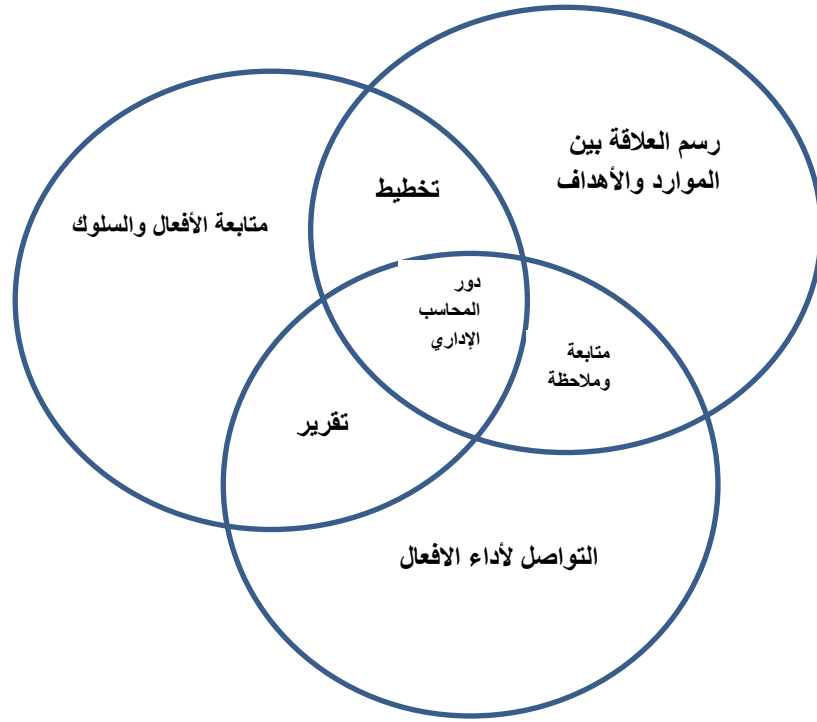 رسم العلاقة بين
الموارد والأهداف
تخطيط
متابعة الأفعال والسلوك
دور
المحاسب
الإداري
متابعة
وملاحظة
تقرير
التواصل لأداء الافعال